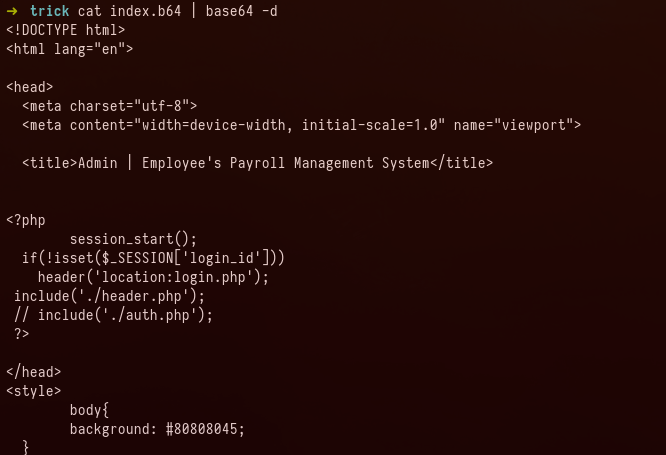 ➜ trick cat index.b64 | base64 -d
<!DOCTYPE html>
<html lang="en">
<head>
  <meta charset="utf-8">
  <meta content="width=device-width, initial-scale=1.0" name="viewport">
  <title>Admin | Employee's Payroll Management System</title>
<?php
        session_start();
  if(!isset($_SESSION['login_id']))
    header('location:login.php');
 include('./header.php');
 // include('./auth.php');
 ?>
</head>
<style>
        body{
        background: #80808045;
  }